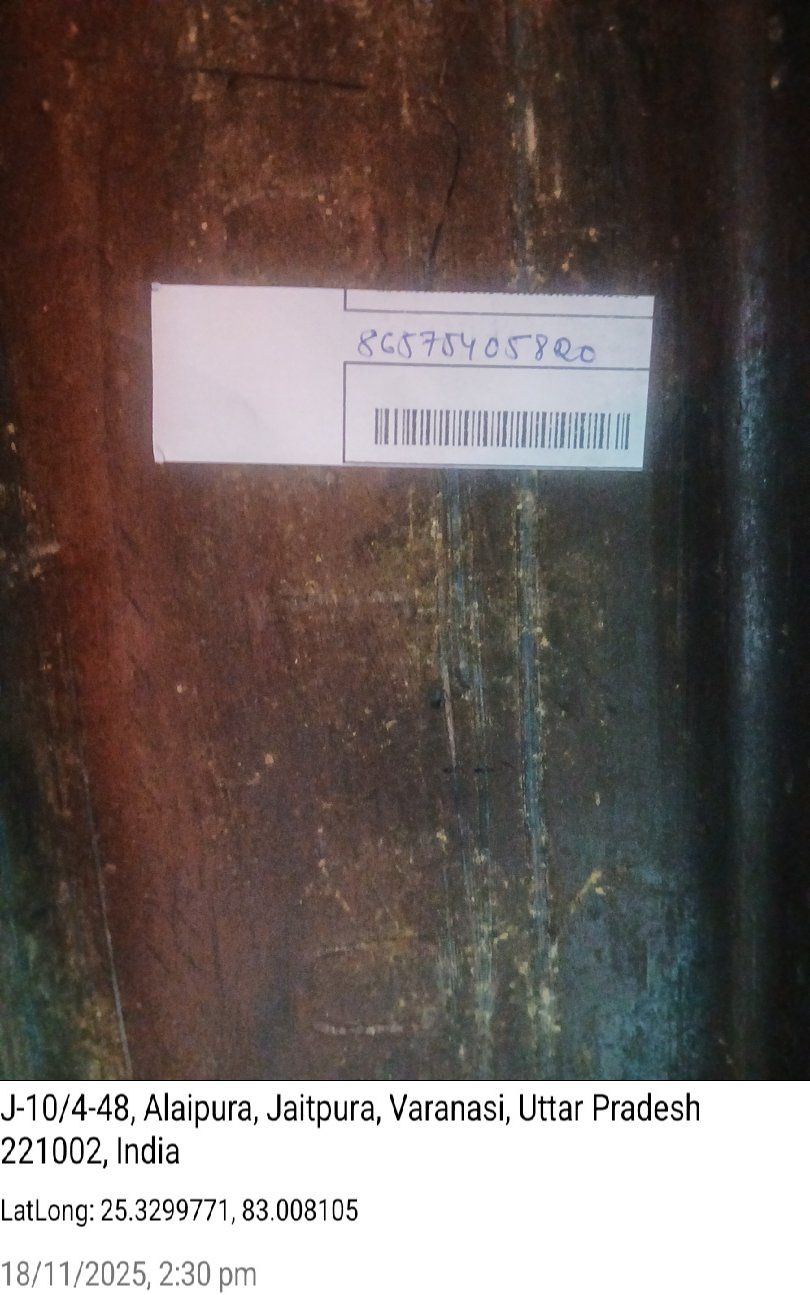 86575405820
J-10/4-48, Alaipura, Jaitpura, Varanasi, Uttar Pradesh
221002, India
LatLong: 25.3299771, 83.008105
18/11/2025, 2:30 pm